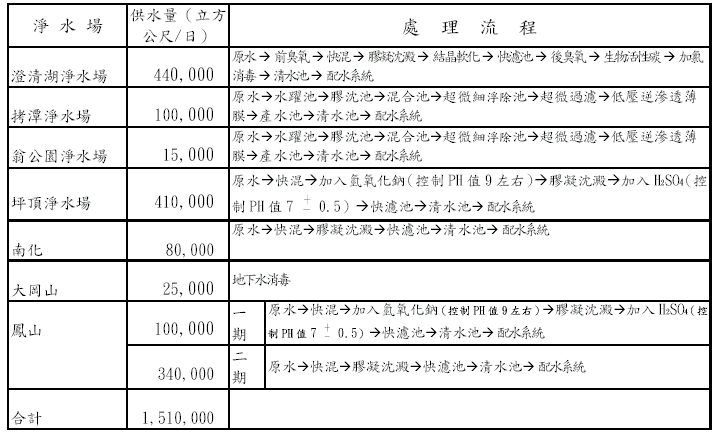 淨水場 供水量（立方公尺/日） 處理流程
原水→前臭氧→快混→膠凝沈澱→結晶軟化→快濾池→後臭氧→生物活性碳→加氯
澄清湖淨水場 440,000 消毒→清水池→配水系統
原水→水躍池→膠沈池→混合池→超微細浮除池→超微過濾→低壓逆滲透薄
拷潭淨水場 100,000 膜→產水池→清水池→配水系統
原水→水躍池→膠沈池→混合池→超微細浮除池→超微過濾→低壓逆滲透薄
翁公園淨水場 15,000 膜→產水池→清水池→配水系統
原水→快混→加入氫氧化鈉(控制PH值9左右)→膠凝沈澱→加入H₂SO₄(控
坪頂淨水場 410,000 制PH值7±0.5)→快濾池→清水池→配水系統
原水→快混→膠凝沈澱→快濾池→清水池→配水系統
南化 80,000
大岡山 25,000 地下水消毒
鳳山 100,000 一期 原水→快混→加入氫氧化鈉(控制PH值9左右)→膠凝沈澱→加入H₂SO₄(控
制PH值7±0.5)→快濾池→清水池→配水系統
340,000 二期 原水→快混→膠凝沈澱→快濾池→清水池→配水系統
合計 1,510,000